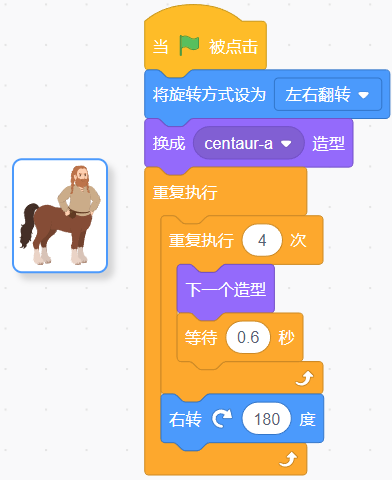 当 被点击
将旋转方式设为 左右翻转
换成 centaur-a 造型
重复执行
重复执行 4 次
下一个造型
等待 0.6 秒
右转 180 度